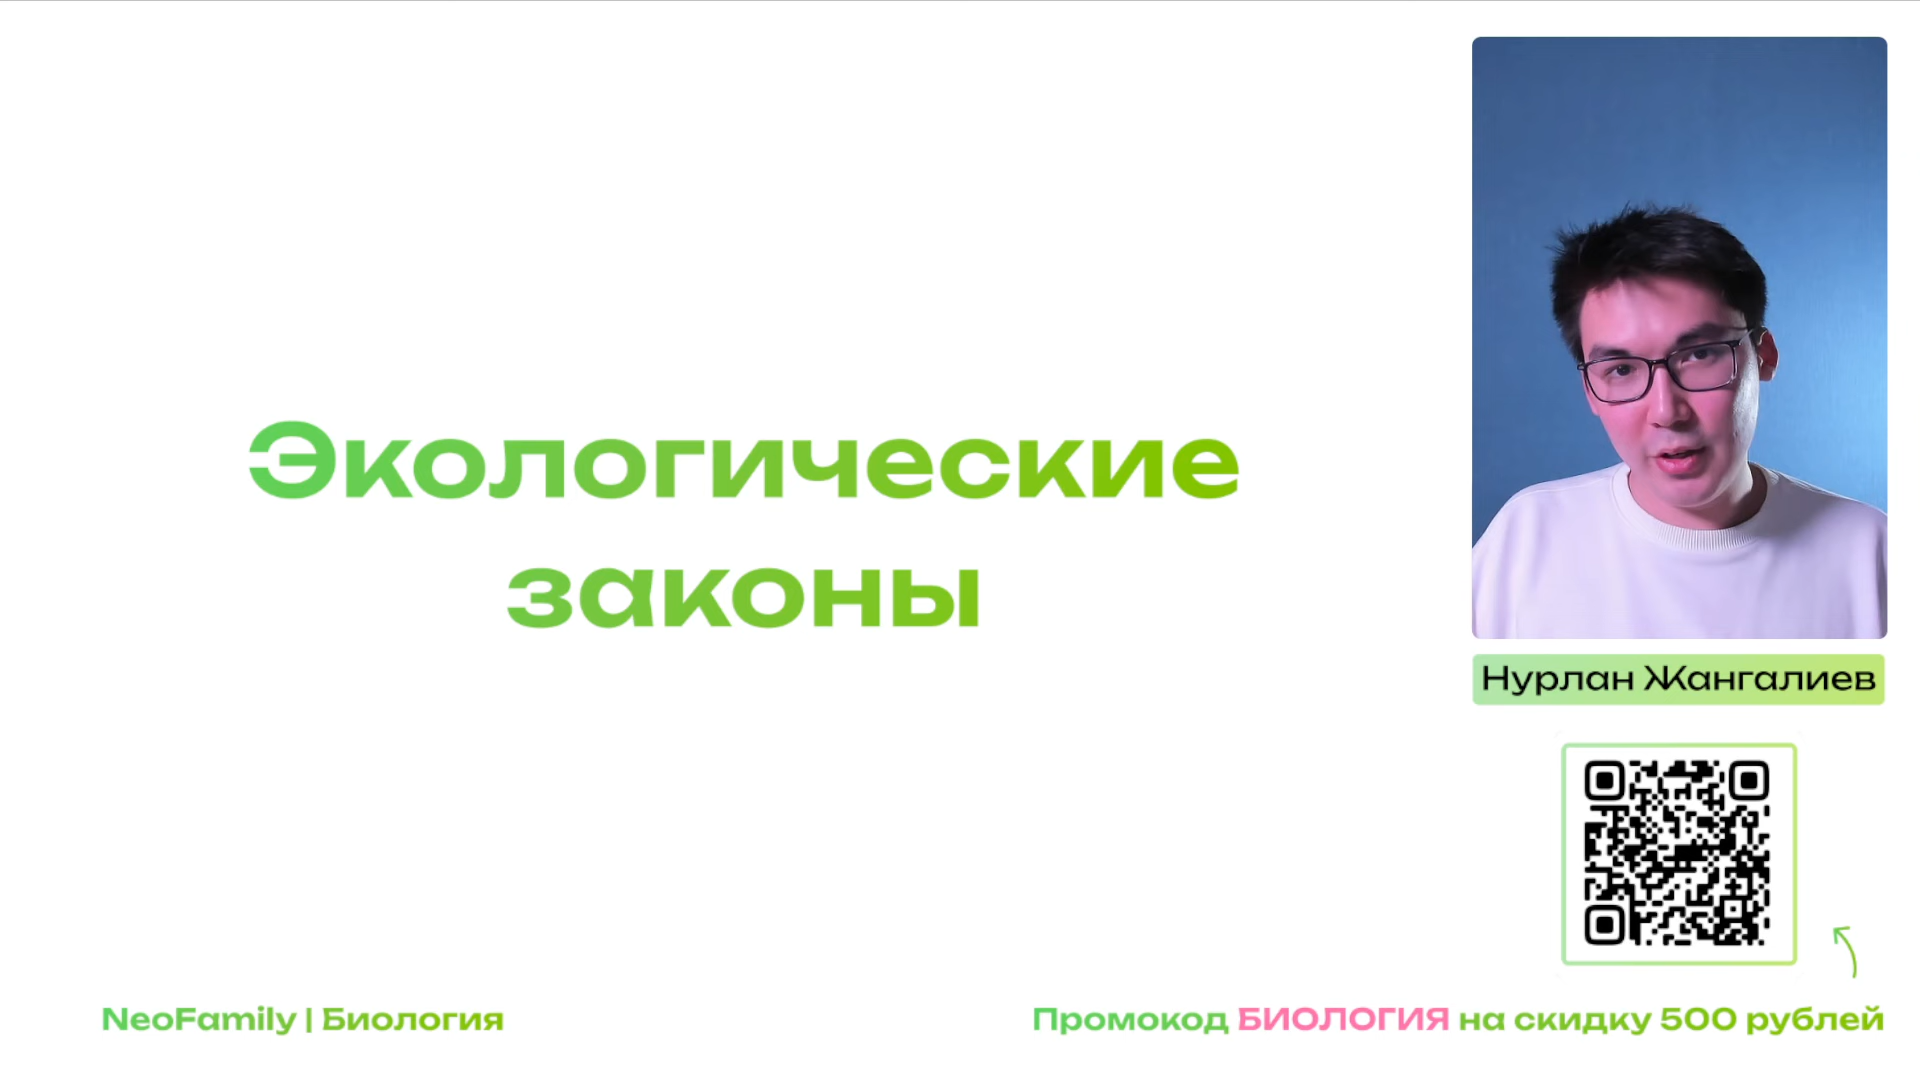 Экологические
законы
Нурлан Жангалиев
NeoFamily | Биология
Промокод БИОЛОГИЯ на скидку 500 рублей